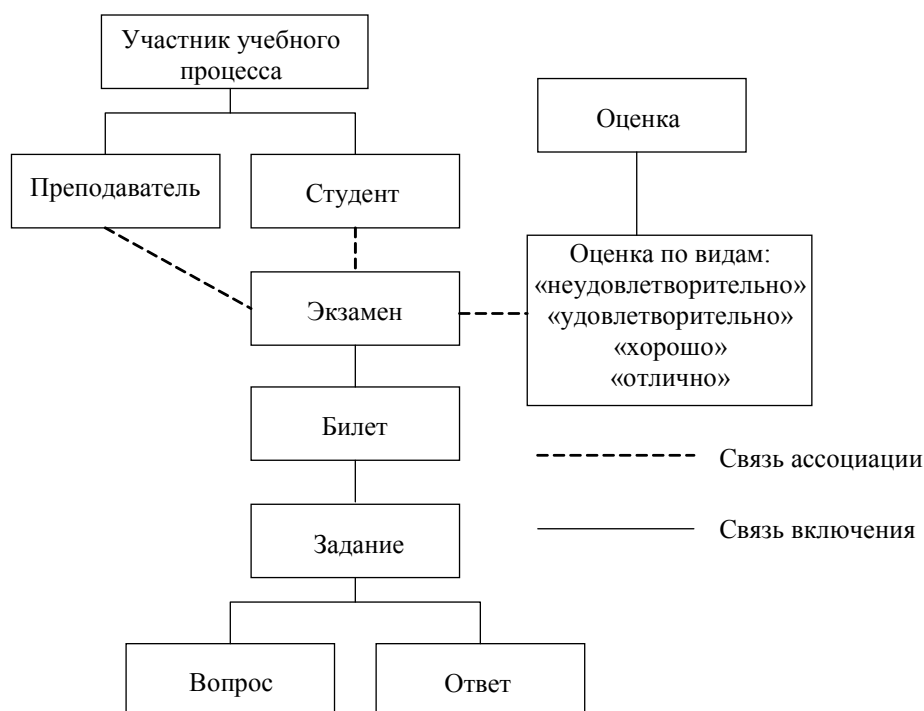 Участник учебного
процесса
Оценка
Преподаватель
Студент
Оценка по видам:
«неудовлетворительно»
«удовлетворительно»
«хорошо»
«отлично»
Экзамен
Билет
Связь ассоциации
Задание
Связь включения
Вопрос
Ответ